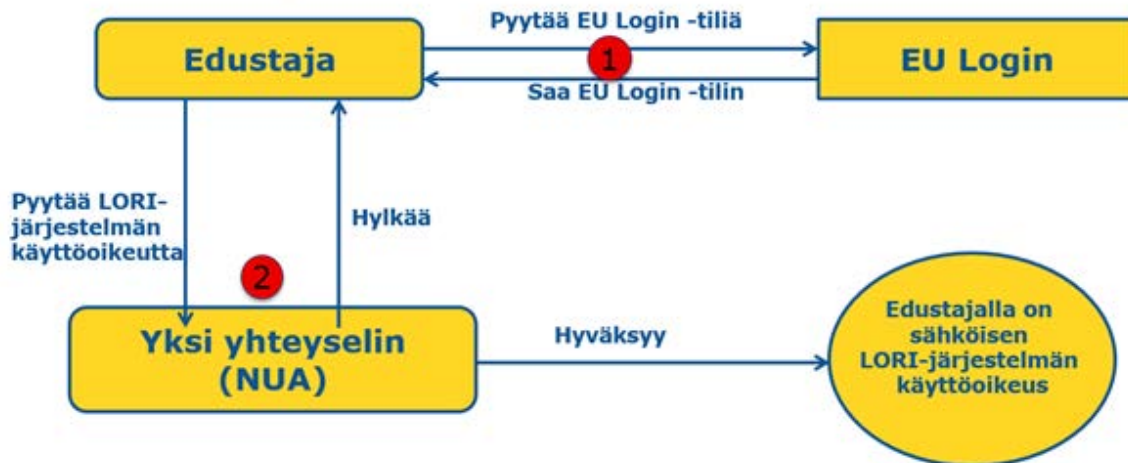 Pyytää EU Login -tiliä
Edustaja
1
EU Login
Saa EU Login -tilin
Pyytää LORI-
järjestelmän
käyttöoikeutta
Hylkää
2
Yksi yhteyselin
(NUA)
Hyväksyy
Edustajalla on
sähköisen
LORI-järjestelmän
käyttöoikeus